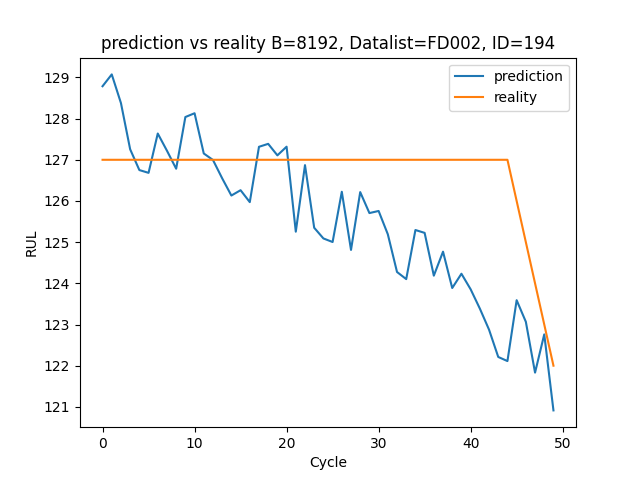 prediction vs reality B=8192, Datalist=FD002, ID=194
prediction
reality
RUL
129
128
127
126
125
124
123
122
121
0 10 20 30 40 50
Cycle